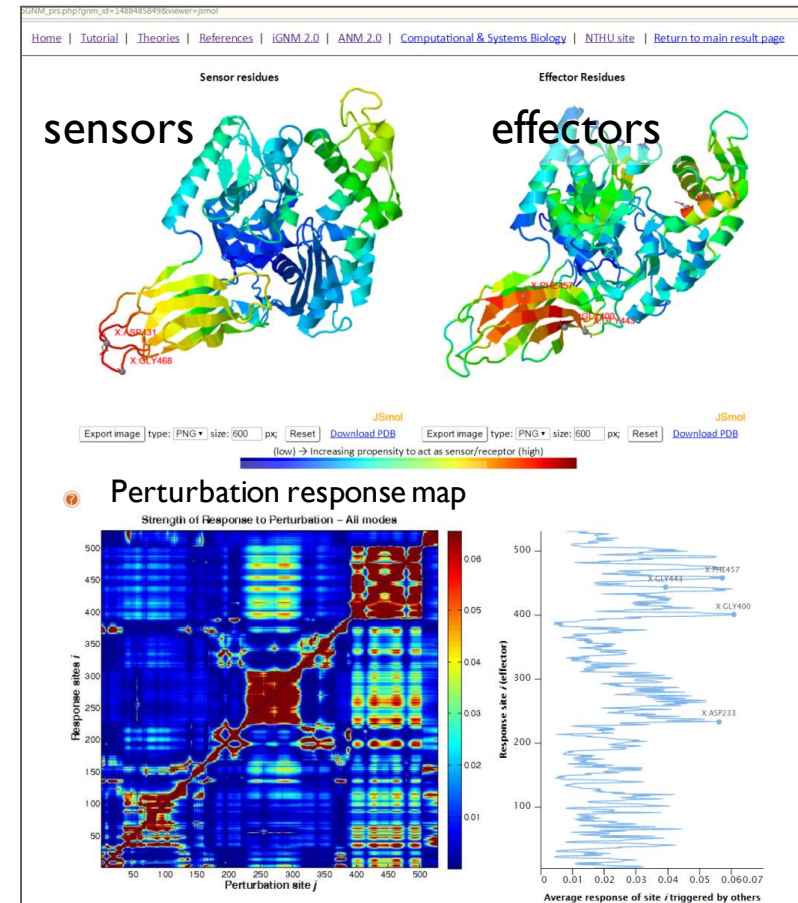 oGNM_prs.php?gnm_id=1488485849&viewer=jsmol
Home | Tutorial | Theories | References | iGNM 2.0 | ANM 2.0 | Computational & Systems Biology | NTHU site | Return to main result page
Sensor residues
Effector Residues
sensors
effectors
X:ASP431
X:GLY468
X:PHE457
X:GLY443
JSmol
JSmol
Export image type: PNG size: 600 px; Reset Download PDB
Export image type: PNG size: 600 px; Reset Download PDB
(low) → Increasing propensity to act as sensor/receptor (high)
? Perturbation response map
Strength of Response to Perturbation – All modes
Response sites i
500
450
400
350
300
250
200
150
100
50
50 100 150 200 250 300 350 400 450 500
Perturbation site j
0.06
0.05
0.04
0.03
0.02
0.01
Response site i (effector)
500
400
300
200
100
X:PHE457
X:GLY443
X:GLY400
X:ASP233
0 0.01 0.02 0.03 0.04 0.05 0.06 0.07
Average response of site i triggered by others